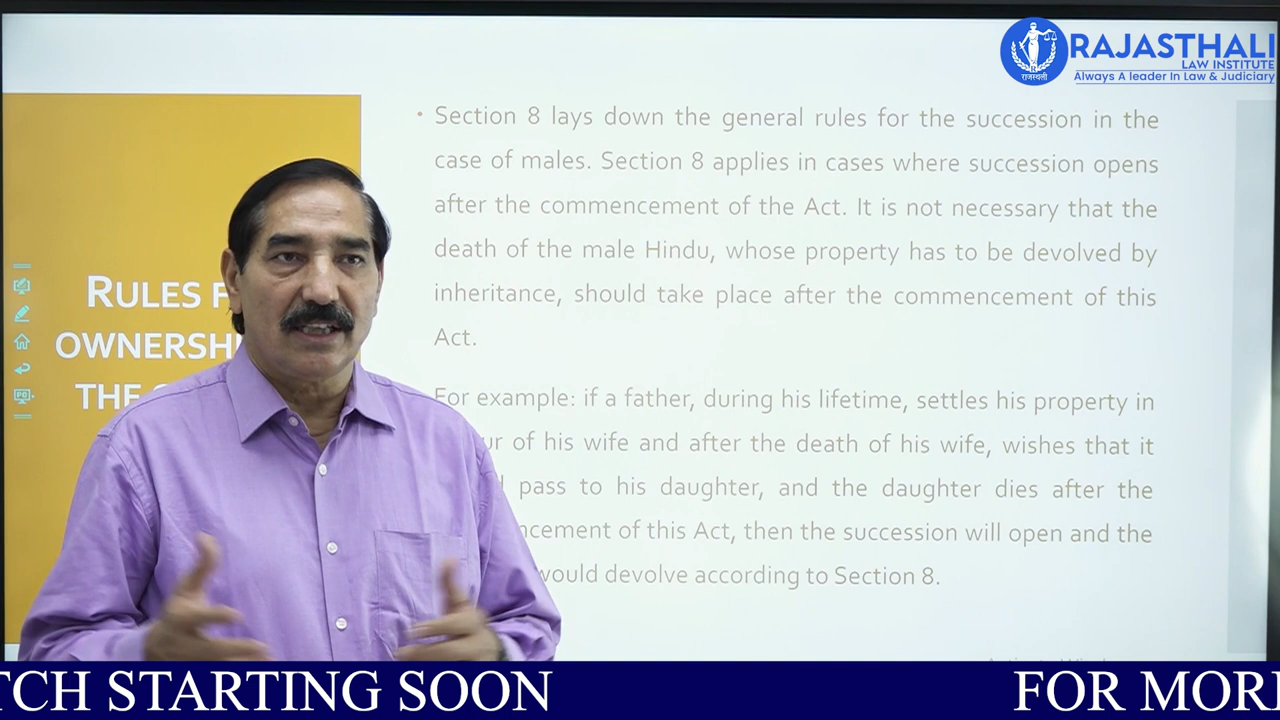 RAJASTHALI
LAW INSTITUTE
Always A leader In Law & Judiciary
राजस्थली
• Section 8 lays down the general rules for the succession in the
case of males. Section 8 applies in cases where succession opens
after the commencement of the Act. It is not necessary that the
death of the male Hindu, whose property has to be devolved by
inheritance, should take place after the commencement of this
Act.
RULES F
OWNERSH
THE
For example: if a father, during his lifetime, settles his property in
ur of his wife and after the death of his wife, wishes that it
pass to his daughter, and the daughter dies after the
ncement of this Act, then the succession will open and the
would devolve according to Section 8.
TCH STARTING SOON
FOR MOR